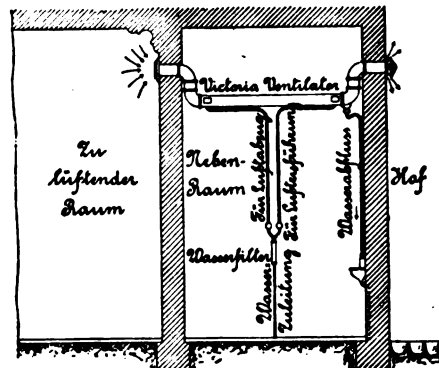 Victoria Ventilator
Zu
lüftender
Raum
Neben-
Raum
Für Luftabzug
Für Luftzuführung
Wasserabfluss
Hof
Wasserfilter
Wasser-
Zuleitung